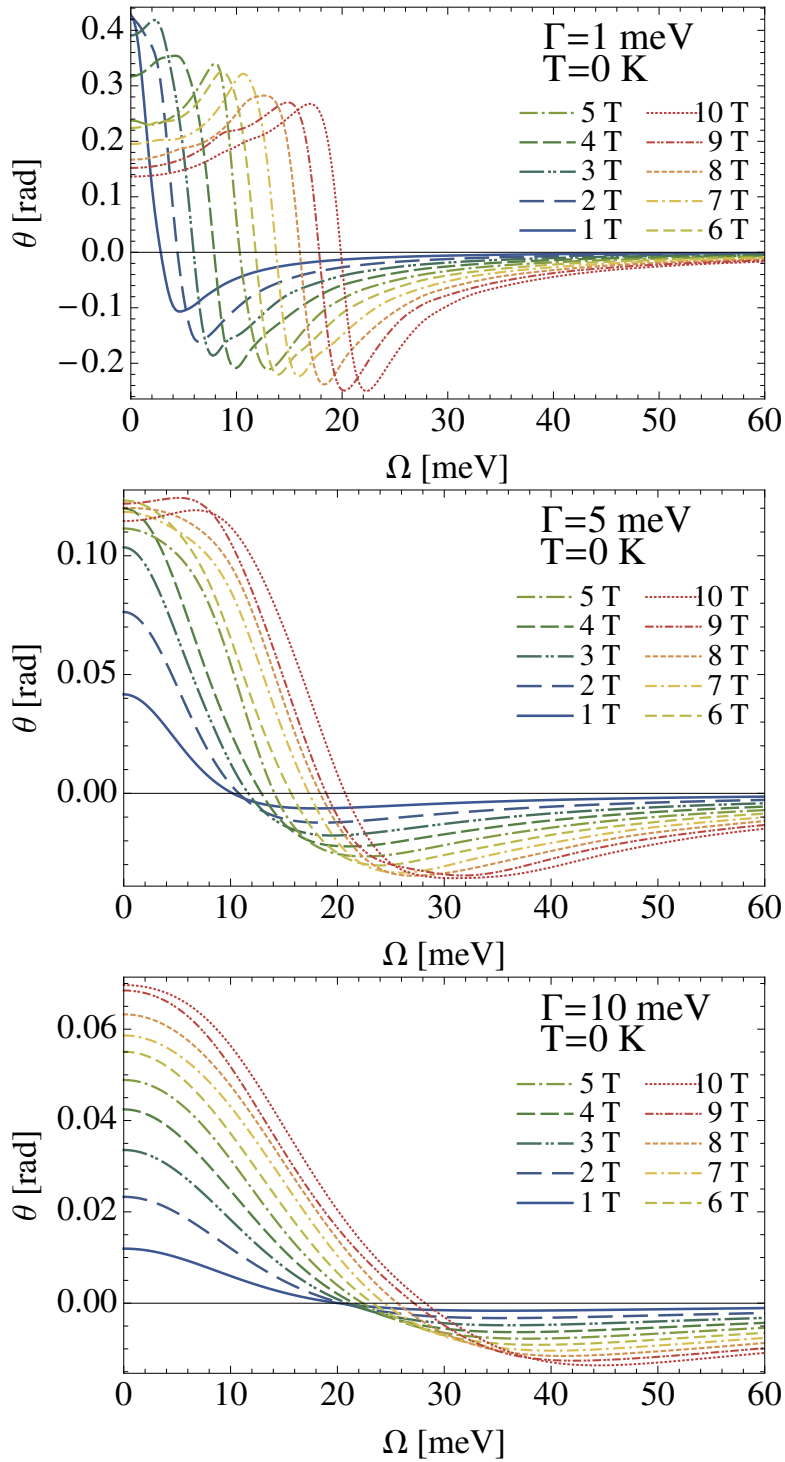 Γ=1 meV
T=0 K
5 T 10 T
4 T 9 T
3 T 8 T
2 T 7 T
1 T 6 T
0.4
0.3
0.2
0.1
0.0
−0.1
−0.2
θ [rad]
0 10 20 30 40 50 60
Ω [meV]
Γ=5 meV
T=0 K
5 T 10 T
4 T 9 T
3 T 8 T
2 T 7 T
1 T 6 T
0.10
0.05
0.00
θ [rad]
0 10 20 30 40 50 60
Ω [meV]
Γ=10 meV
T=0 K
5 T 10 T
4 T 9 T
3 T 8 T
2 T 7 T
1 T 6 T
0.06
0.04
0.02
0.00
θ [rad]
0 10 20 30 40 50 60
Ω [meV]